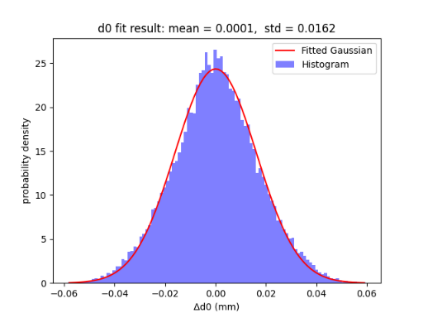 d0 fit result: mean = 0.0001,  std = 0.0162
Fitted Gaussian
Histogram
probability density
25
20
15
10
5
0
−0.06 −0.04 −0.02 0.00 0.02 0.04 0.06
Δd0 (mm)